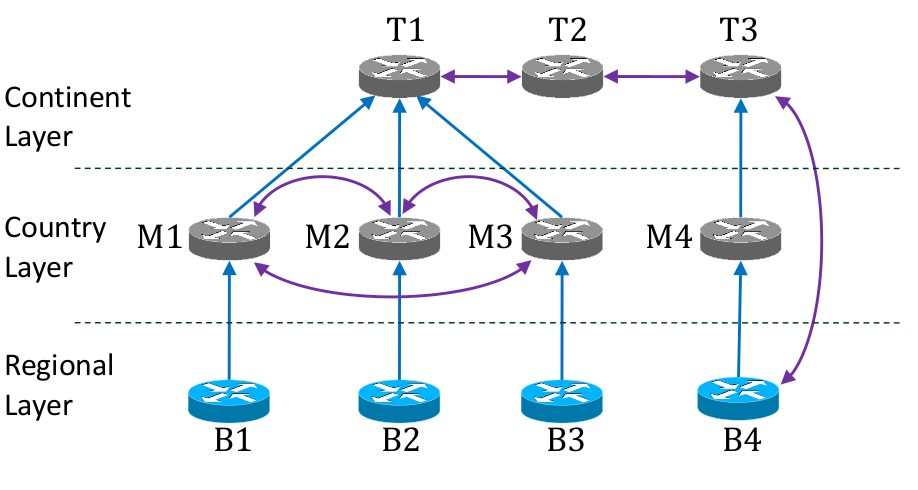 T1 T2 T3
Continent
Layer
Country
Layer
M1 M2 M3 M4
Regional
Layer
B1 B2 B3 B4